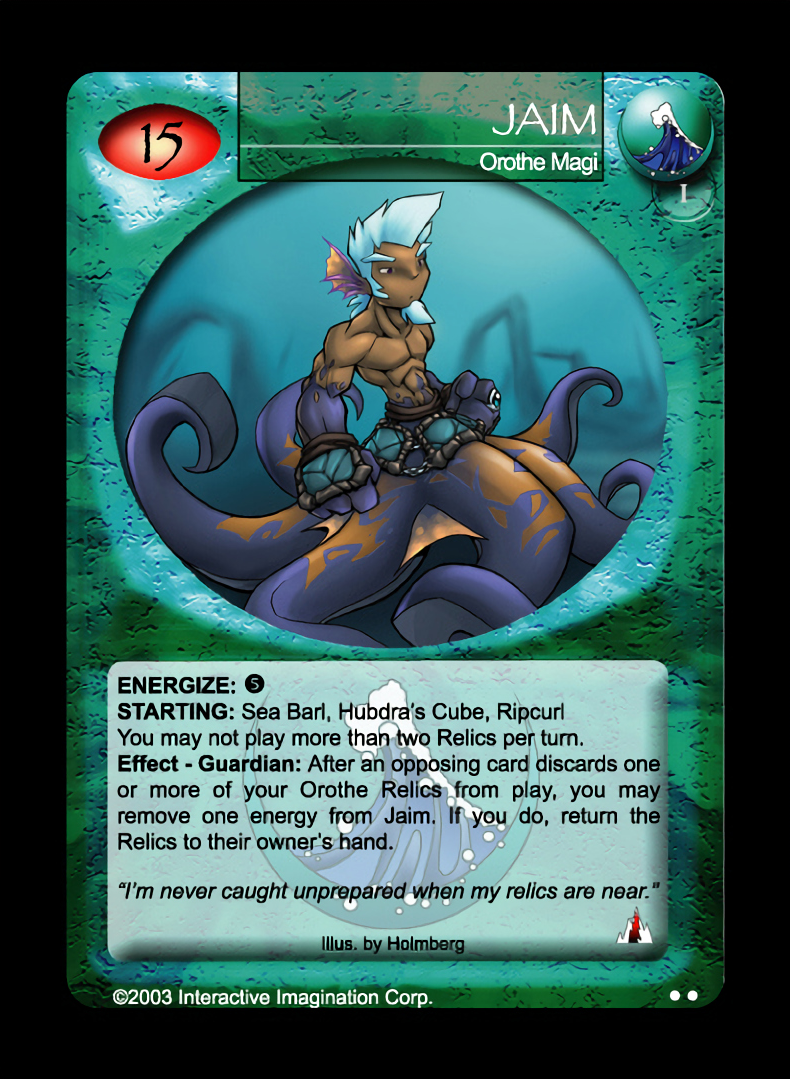 15
JAIM
Orothe Magi
I
ENERGIZE: 5
STARTING: Sea Barl, Hubdra's Cube, Ripcurl
You may not play more than two Relics per turn.
Effect - Guardian: After an opposing card discards one
or more of your Orothe Relics from play, you may
remove one energy from Jaim. If you do, return the
Relics to their owner's hand.
"I'm never caught unprepared when my relics are near."
Illus. by Holmberg
©2003 Interactive Imagination Corp.